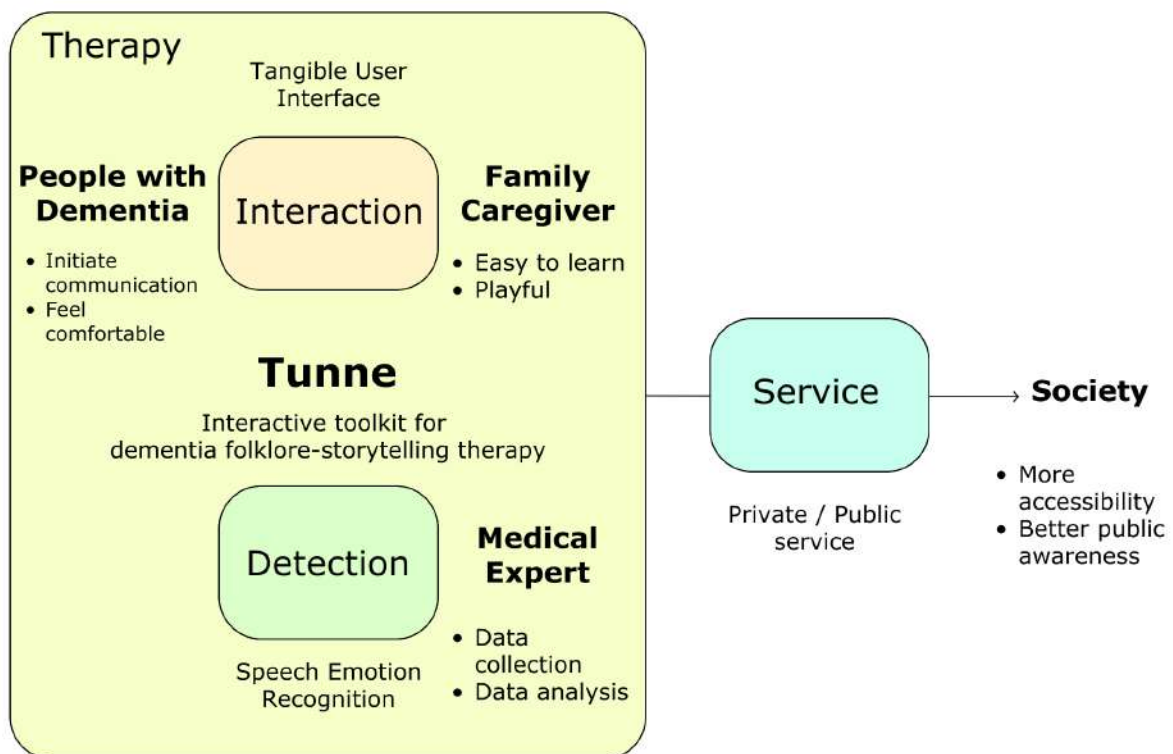 Therapy
Tangible User
Interface
People with
Dementia
• Initiate
communication
• Feel
comfortable
Interaction
Family
Caregiver
• Easy to learn
• Playful
Tunne
Interactive toolkit for
dementia folklore-storytelling therapy
Detection
Speech Emotion
Recognition
Medical
Expert
• Data
collection
• Data analysis
Service
Private / Public
service
Society
• More
accessibility
• Better public
awareness